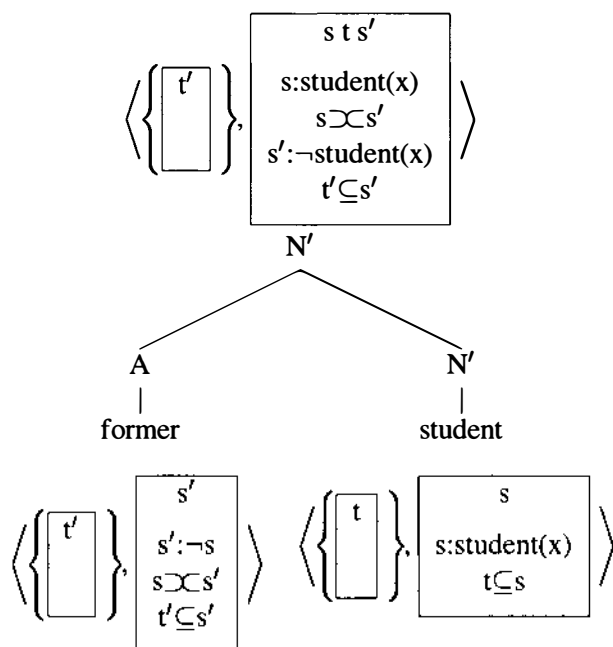 s t s′
t′
s:student(x)
s⊃⊂s′
s′:¬student(x)
t′⊆s′
N′
A N′
former student
t′
s′
s′:¬s
s⊃⊂s′
t′⊆s′
t
s
s:student(x)
t⊆s